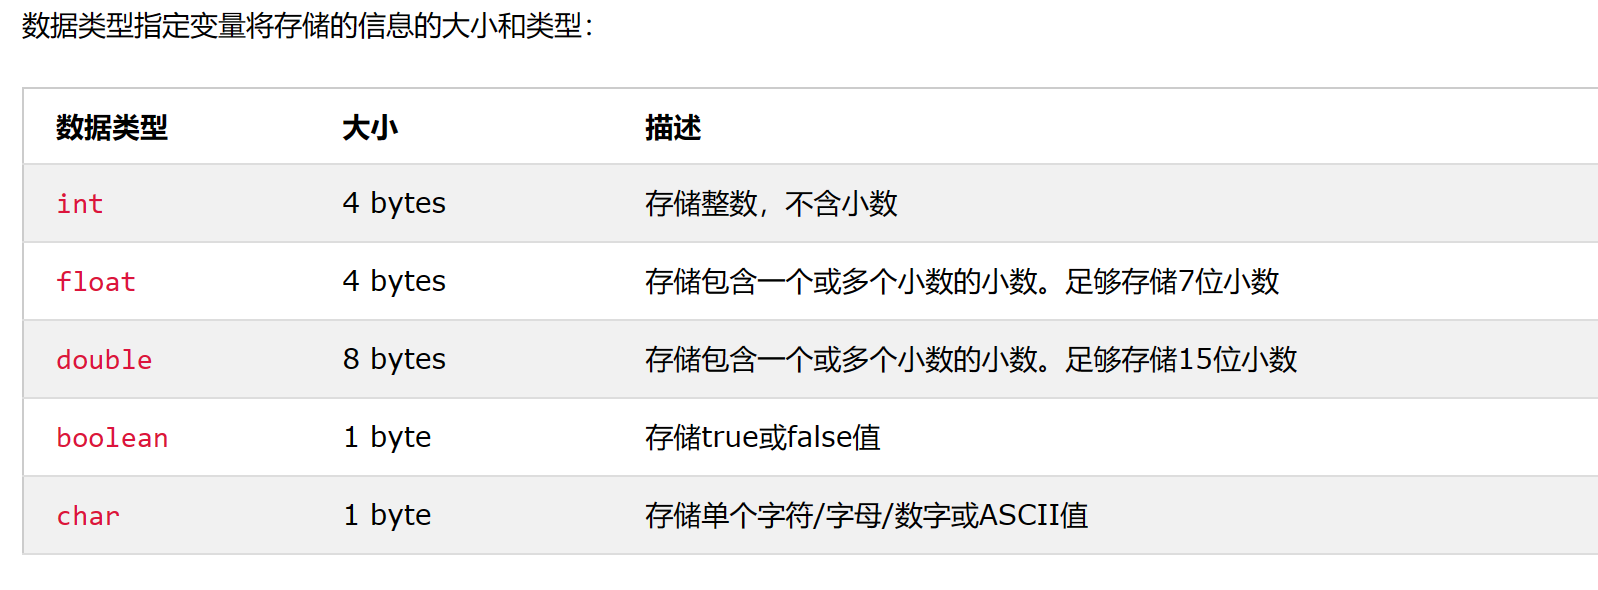 数据类型指定变量将存储的信息的大小和类型：
数据类型 大小 描述
int 4 bytes 存储整数，不含小数
float 4 bytes 存储包含一个或多个小数的小数。足够存储7位小数
double 8 bytes 存储包含一个或多个小数的小数。足够存储15位小数
boolean 1 byte 存储true或false值
char 1 byte 存储单个字符/字母/数字或ASCII值